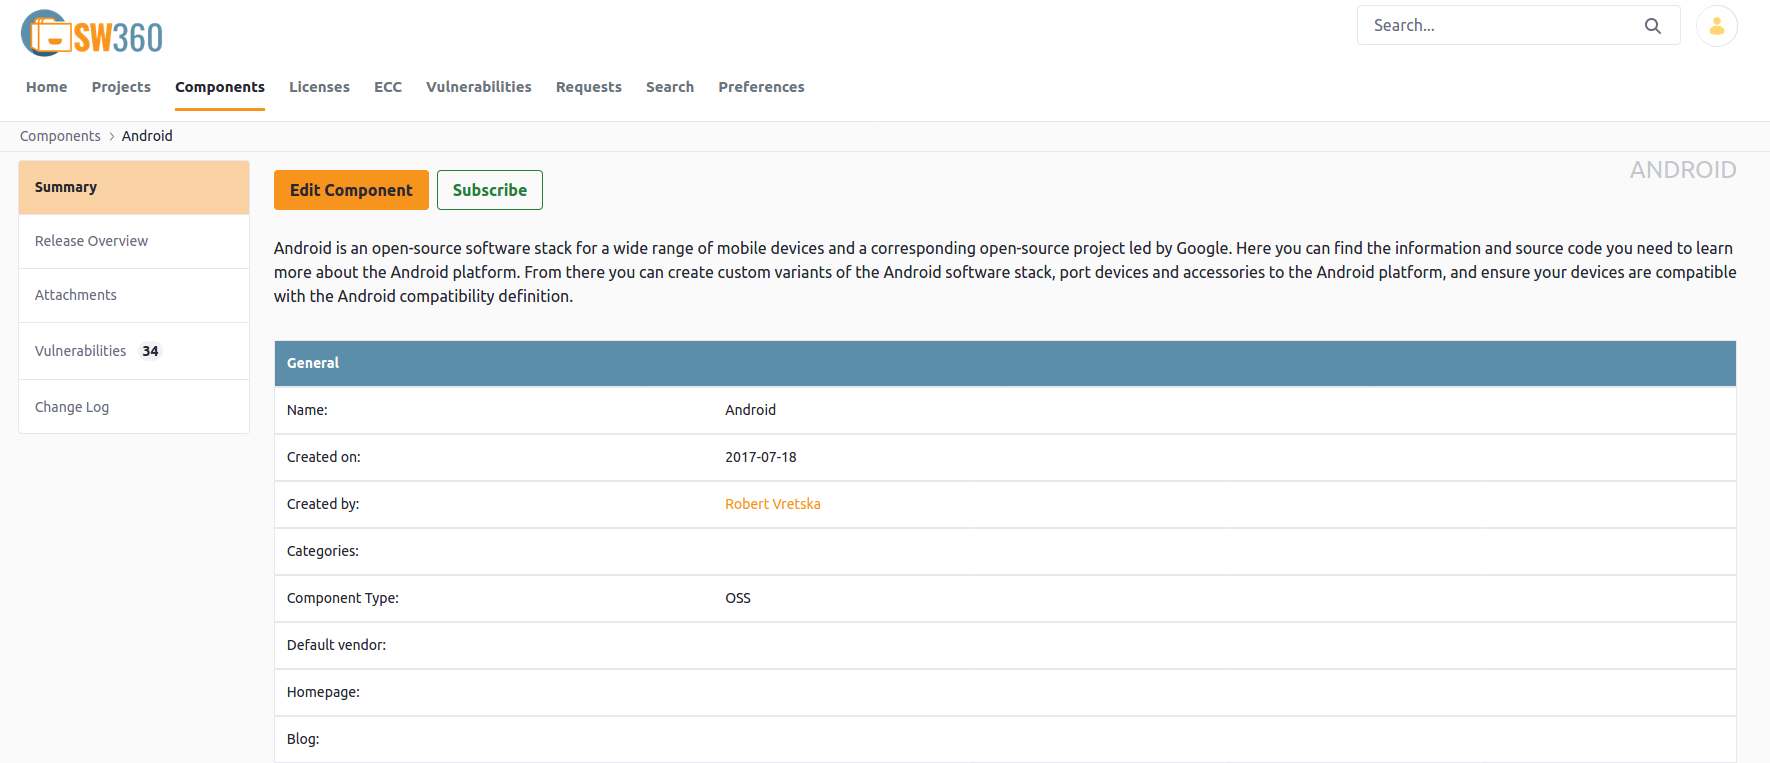 SW360
Search...
Home Projects Components Licenses ECC Vulnerabilities Requests Search Preferences
Components > Android
ANDROID
Summary
Release Overview
Attachments
Vulnerabilities 34
Change Log
Edit Component Subscribe
Android is an open-source software stack for a wide range of mobile devices and a corresponding open-source project led by Google. Here you can find the information and source code you need to learn
more about the Android platform. From there you can create custom variants of the Android software stack, port devices and accessories to the Android platform, and ensure your devices are compatible
with the Android compatibility definition.
General
Name: Android
Created on: 2017-07-18
Created by: Robert Vretska
Categories:
Component Type: OSS
Default vendor:
Homepage:
Blog: